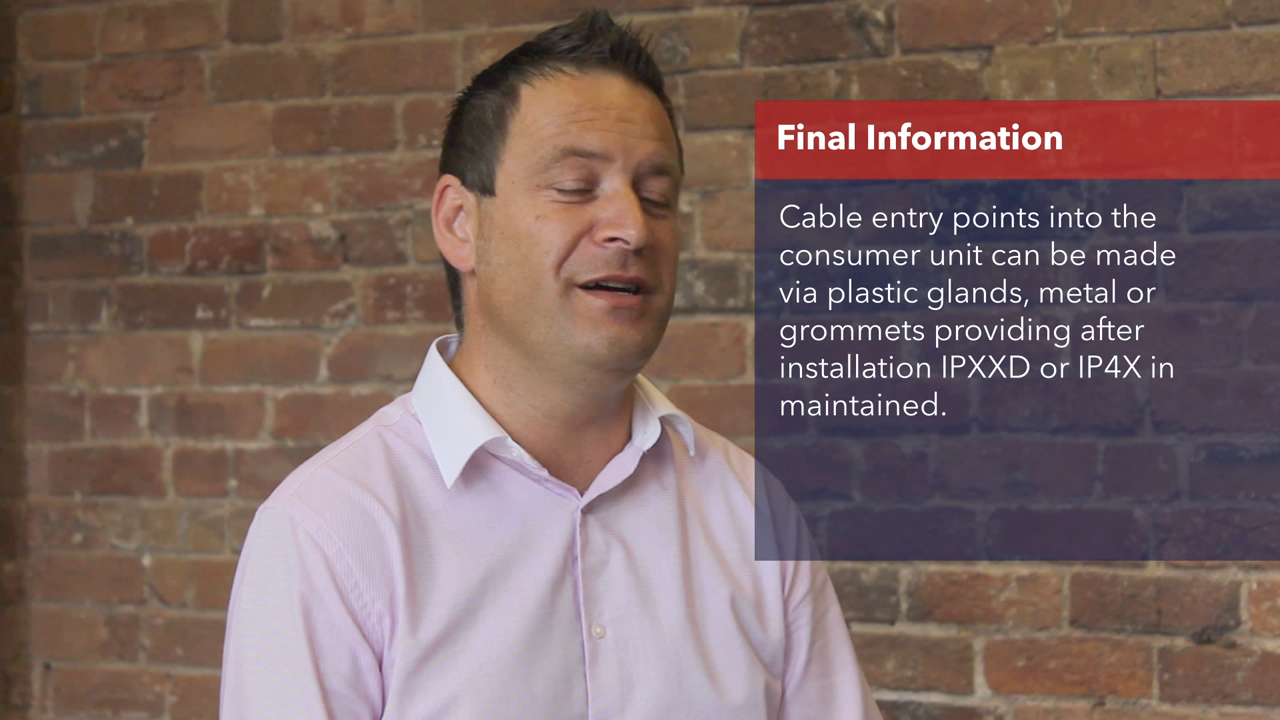 Final Information
Cable entry points into the
consumer unit can be made
via plastic glands, metal or
grommets providing after
installation IPXXD or IP4X in
maintained.